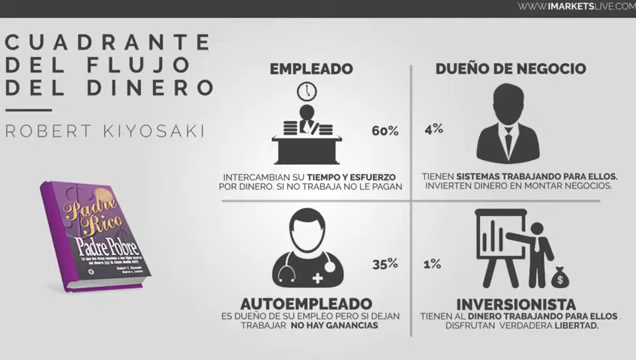 WWW.IMARKETSLIVE.COM
CUADRANTE
DEL FLUJO
DEL DINERO
ROBERT KIYOSAKI
Padre
Rico
Padre Pobre
EMPLEADO
60%
INTERCAMBIAN SU TIEMPO Y ESFUERZO
POR DINERO. SI NO TRABAJA NO LE PAGAN
DUEÑO DE NEGOCIO
4%
TIENEN SISTEMAS TRABAJANDO PARA ELLOS.
INVIERTEN DINERO EN MONTAR NEGOCIOS.
35%
AUTOEMPLEADO
ES DUEÑO DE SU EMPLEO PERO SI DEJAN
TRABAJAR NO HAY GANANCIAS
1%
$
INVERSIONISTA
TIENEN AL DINERO TRABAJANDO PARA ELLOS .
DISFRUTAN VERDADERA LIBERTAD.